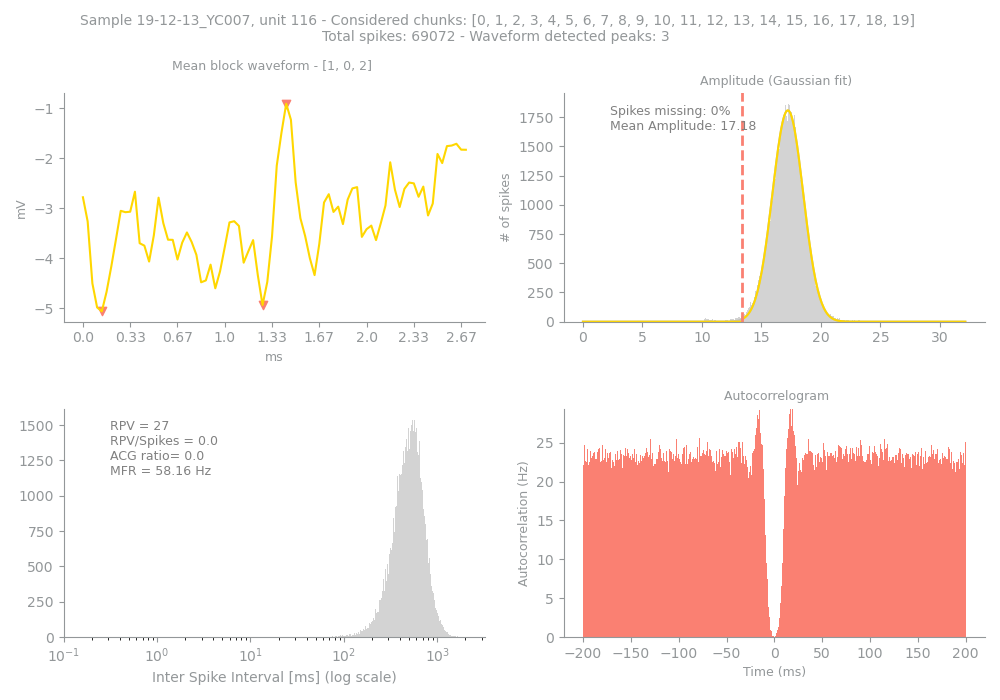 Sample 19-12-13_YC007, unit 116 - Considered chunks: [0, 1, 2, 3, 4, 5, 6, 7, 8, 9, 10, 11, 12, 13, 14, 15, 16, 17, 18, 19]
Total spikes: 69072 - Waveform detected peaks: 3
Mean block waveform - [1, 0, 2]
−1
−2
−3
−4
−5
mV
0.0 0.33 0.67 1.0 1.33 1.67 2.0 2.33 2.67
ms
Amplitude (Gaussian fit)
Spikes missing: 0%
Mean Amplitude: 17.18
1750
1500
1250
1000
750
500
250
0
# of spikes
0 5 10 15 20 25 30
RPV = 27
RPV/Spikes = 0.0
ACG ratio= 0.0
MFR = 58.16 Hz
1500
1250
1000
750
500
250
0
10⁻¹ 10⁰ 10¹ 10² 10³
Inter Spike Interval [ms] (log scale)
Autocorrelogram
25
20
15
10
5
0
Autocorrelation (Hz)
−200 −150 −100 −50 0 50 100 150 200
Time (ms)